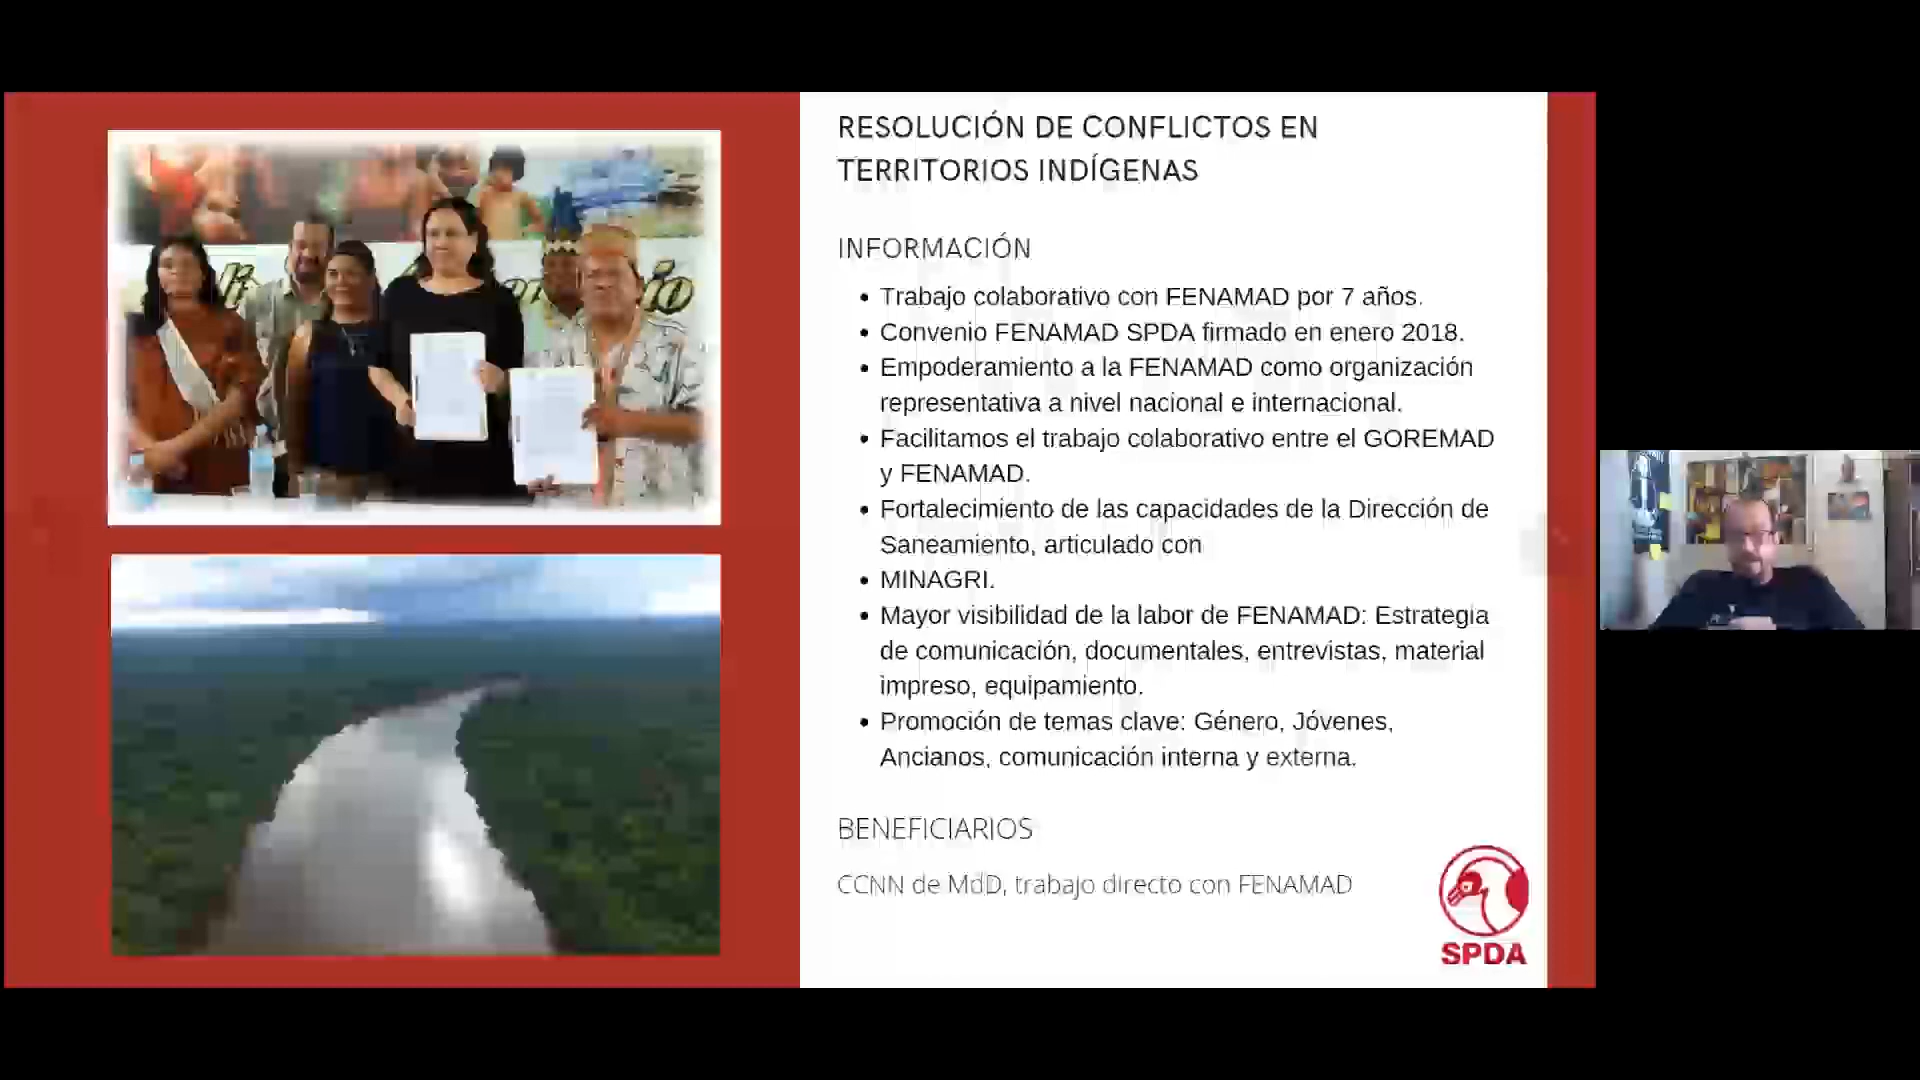 RESOLUCIÓN DE CONFLICTOS EN
TERRITORIOS INDÍGENAS
INFORMACIÓN
• Trabajo colaborativo con FENAMAD por 7 años.
• Convenio FENAMAD SPDA firmado en enero 2018.
• Empoderamiento a la FENAMAD como organización
representativa a nivel nacional e internacional.
• Facilitamos el trabajo colaborativo entre el GOREMAD
y FENAMAD.
• Fortalecimiento de las capacidades de la Dirección de
Saneamiento, articulado con
• MINAGRI.
• Mayor visibilidad de la labor de FENAMAD: Estrategia
de comunicación, documentales, entrevistas, material
impreso, equipamiento.
• Promoción de temas clave: Género, Jóvenes,
Ancianos, comunicación interna y externa.
BENEFICIARIOS
CCNN de MdD, trabajo directo con FENAMAD
SPDA